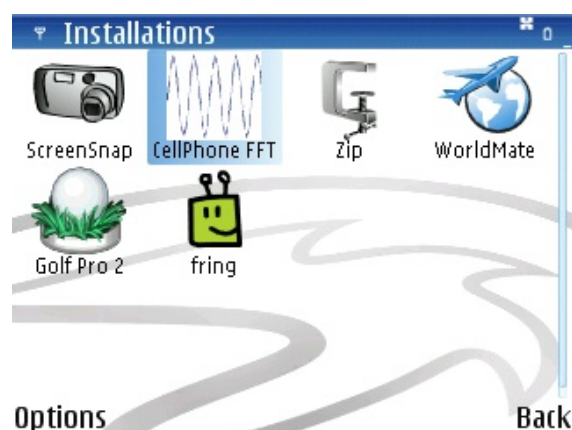 Installations
ScreenSnap
CellPhone FFT
Zip
WorldMate
Golf Pro 2
fring
Options
Back